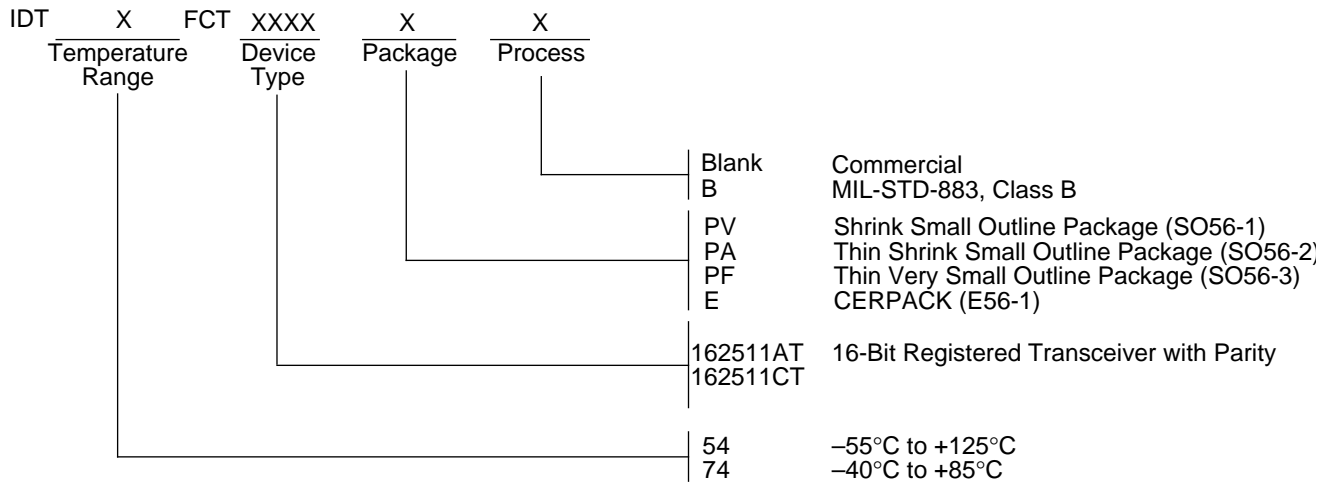 IDT X FCT XXXX X X
Temperature Range Device Type Package Process
Blank Commercial
B MIL-STD-883, Class B
PV Shrink Small Outline Package (SO56-1)
PA Thin Shrink Small Outline Package (SO56-2)
PF Thin Very Small Outline Package (SO56-3)
E CERPACK (E56-1)
162511AT 16-Bit Registered Transceiver with Parity
162511CT
54 –55°C to +125°C
74 –40°C to +85°C